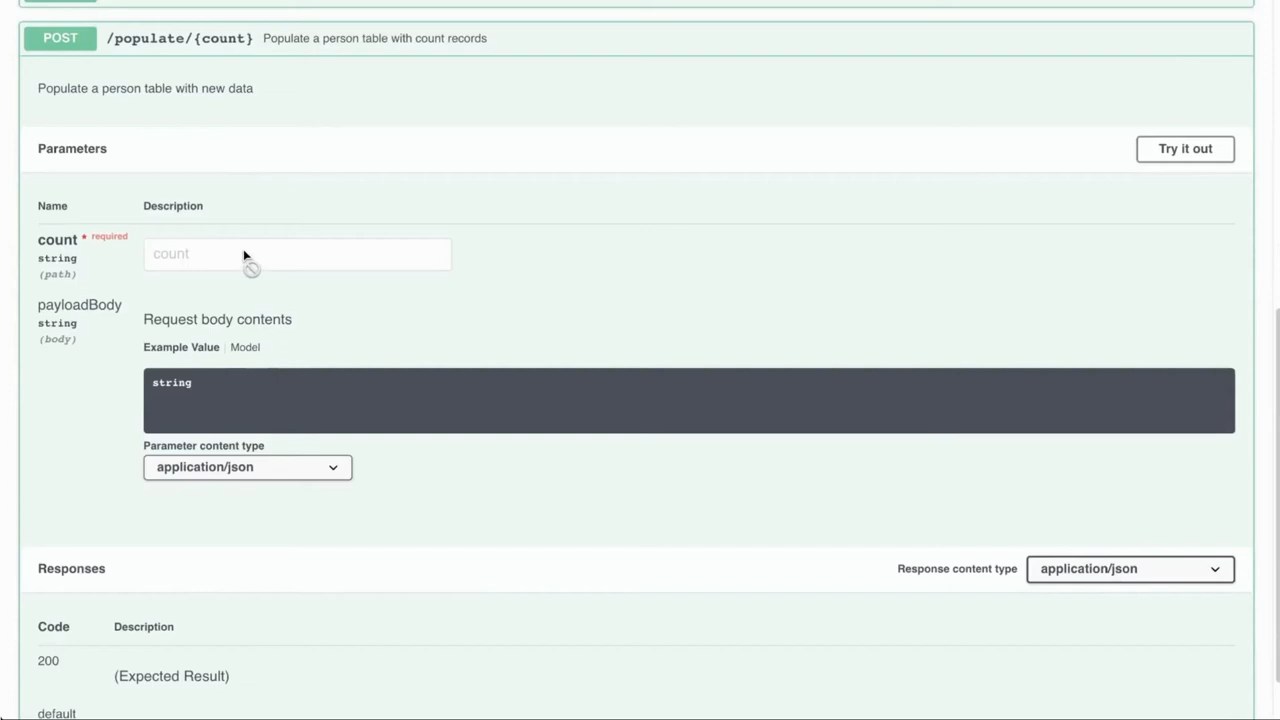 POST /populate/{count} Populate a person table with count records
Populate a person table with new data
Parameters Try it out
Name Description
count * required
string
(path)
count
payloadBody
string
(body)
Request body contents
Example Value | Model
string
Parameter content type
application/json
Responses Response content type application/json
Code Description
200
(Expected Result)
default